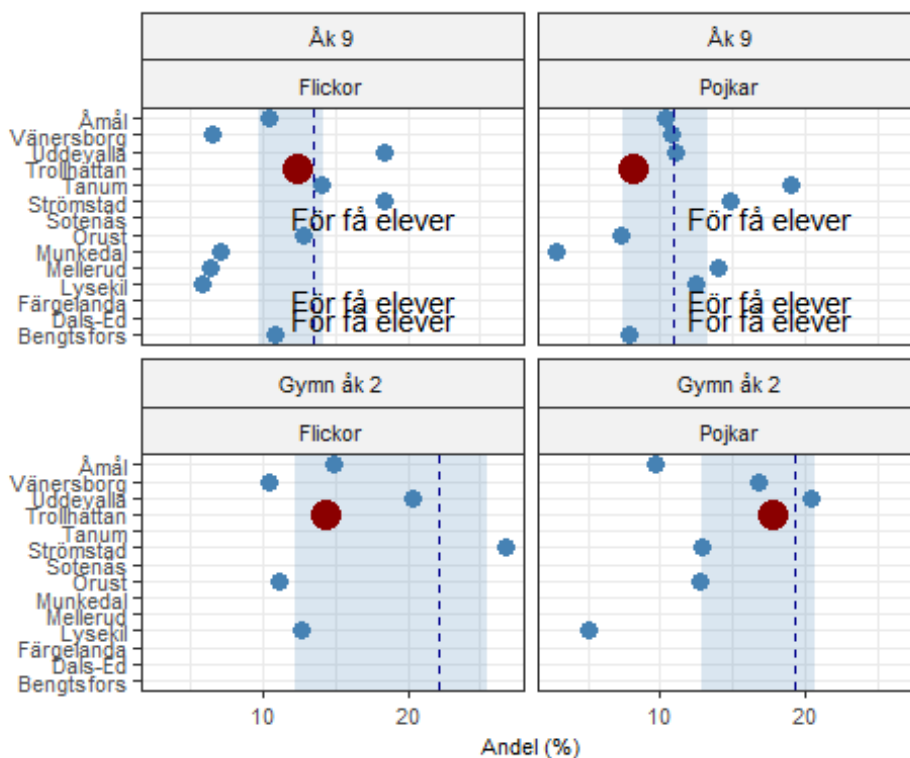 Åk 9
Åk 9
Flickor
Pojkar
Åmål
Vänersborg
Uddevalla
Trollhättan
Tanum
Strömstad
Sotenäs
För få elever
För få elever
Orust
Munkedal
Mellerud
Lysekil
Färgelanda
För få elever
För få elever
Dals-Ed
För få elever
För få elever
Bengtsfors
Gymn åk 2
Gymn åk 2
Flickor
Pojkar
Åmål
Vänersborg
Uddevalla
Trollhättan
Tanum
Strömstad
Sotenäs
Orust
Munkedal
Mellerud
Lysekil
Färgelanda
Dals-Ed
Bengtsfors
10 20
10 20
Andel (%)